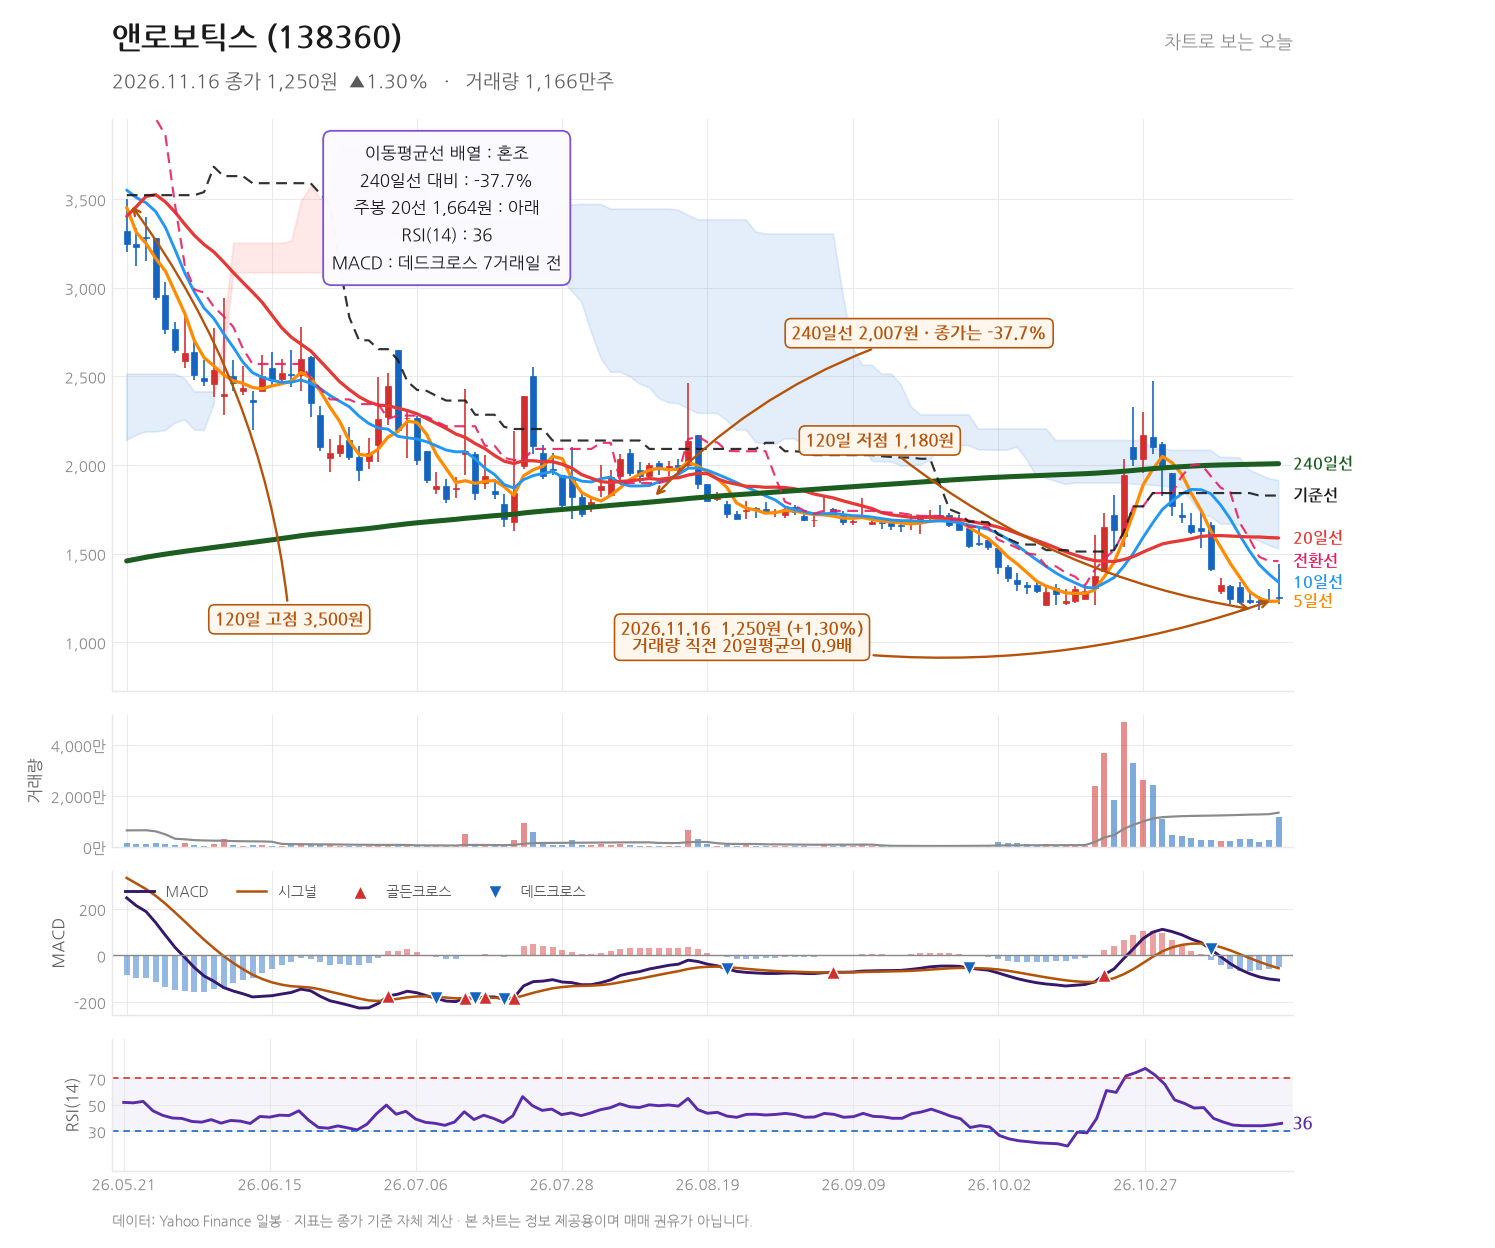 앤로보틱스 (138360)
차트로 보는 오늘
2026.11.16 종가 1,250원 ▲1.30% · 거래량 1,166만주
이동평균선 배열 : 혼조
240일선 대비 : -37.7%
주봉 20선 1,664원 : 아래
RSI(14) : 36
MACD : 데드크로스 7거래일 전
3,500
3,000
2,500
2,000
1,500
1,000
240일선 2,007원 · 종가는 -37.7%
120일 저점 1,180원
120일 고점 3,500원
2026.11.16 1,250원 (+1.30%)
거래량 직전 20일평균의 0.9배
240일선
기준선
20일선
전환선
10일선
5일선
거래량
4,000만
2,000만
0만
MACD
MACD 시그널 골든크로스 데드크로스
200
0
-200
RSI(14)
70
50
30
36
26.05.21 26.06.15 26.07.06 26.07.28 26.08.19 26.09.09 26.10.02 26.10.27
데이터: Yahoo Finance 일봉 · 지표는 종가 기준 자체 계산 · 본 차트는 정보 제공용이며 매매 권유가 아닙니다.